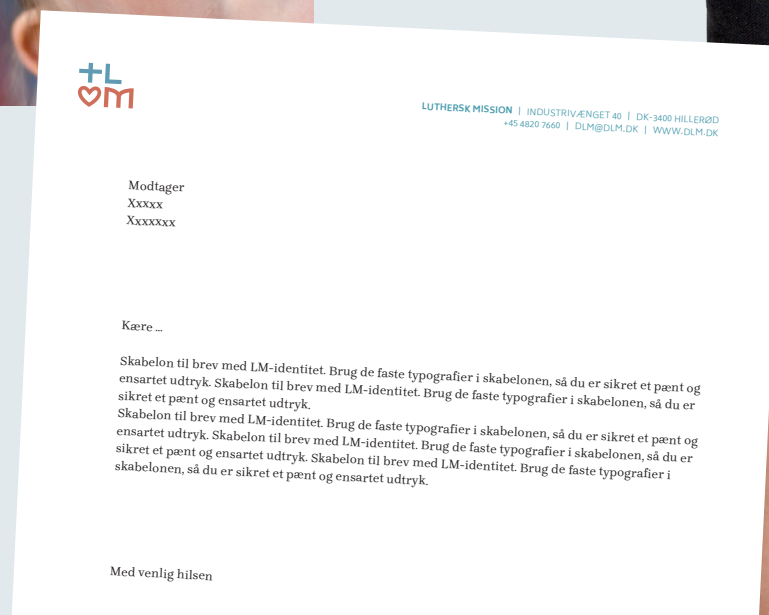 LM
LUTHERSK MISSION | INDUSTRIVÆNGET 40 | DK-3400 HILLERØD
+45 4820 7660 | DLM@DLM.DK | WWW.DLM.DK
Modtager
Xxxxx
Xxxxxxx
Kære ...
Skabelon til brev med LM-identitet. Brug de faste typografier i skabelonen, så du er sikret et pænt og
ensartet udtryk. Skabelon til brev med LM-identitet. Brug de faste typografier i skabelonen, så du er
sikret et pænt og ensartet udtryk.
Skabelon til brev med LM-identitet. Brug de faste typografier i skabelonen, så du er sikret et pænt og
ensartet udtryk. Skabelon til brev med LM-identitet. Brug de faste typografier i skabelonen, så du er
sikret et pænt og ensartet udtryk. Skabelon til brev med LM-identitet. Brug de faste typografier i
skabelonen, så du er sikret et pænt og ensartet udtryk.
Med venlig hilsen